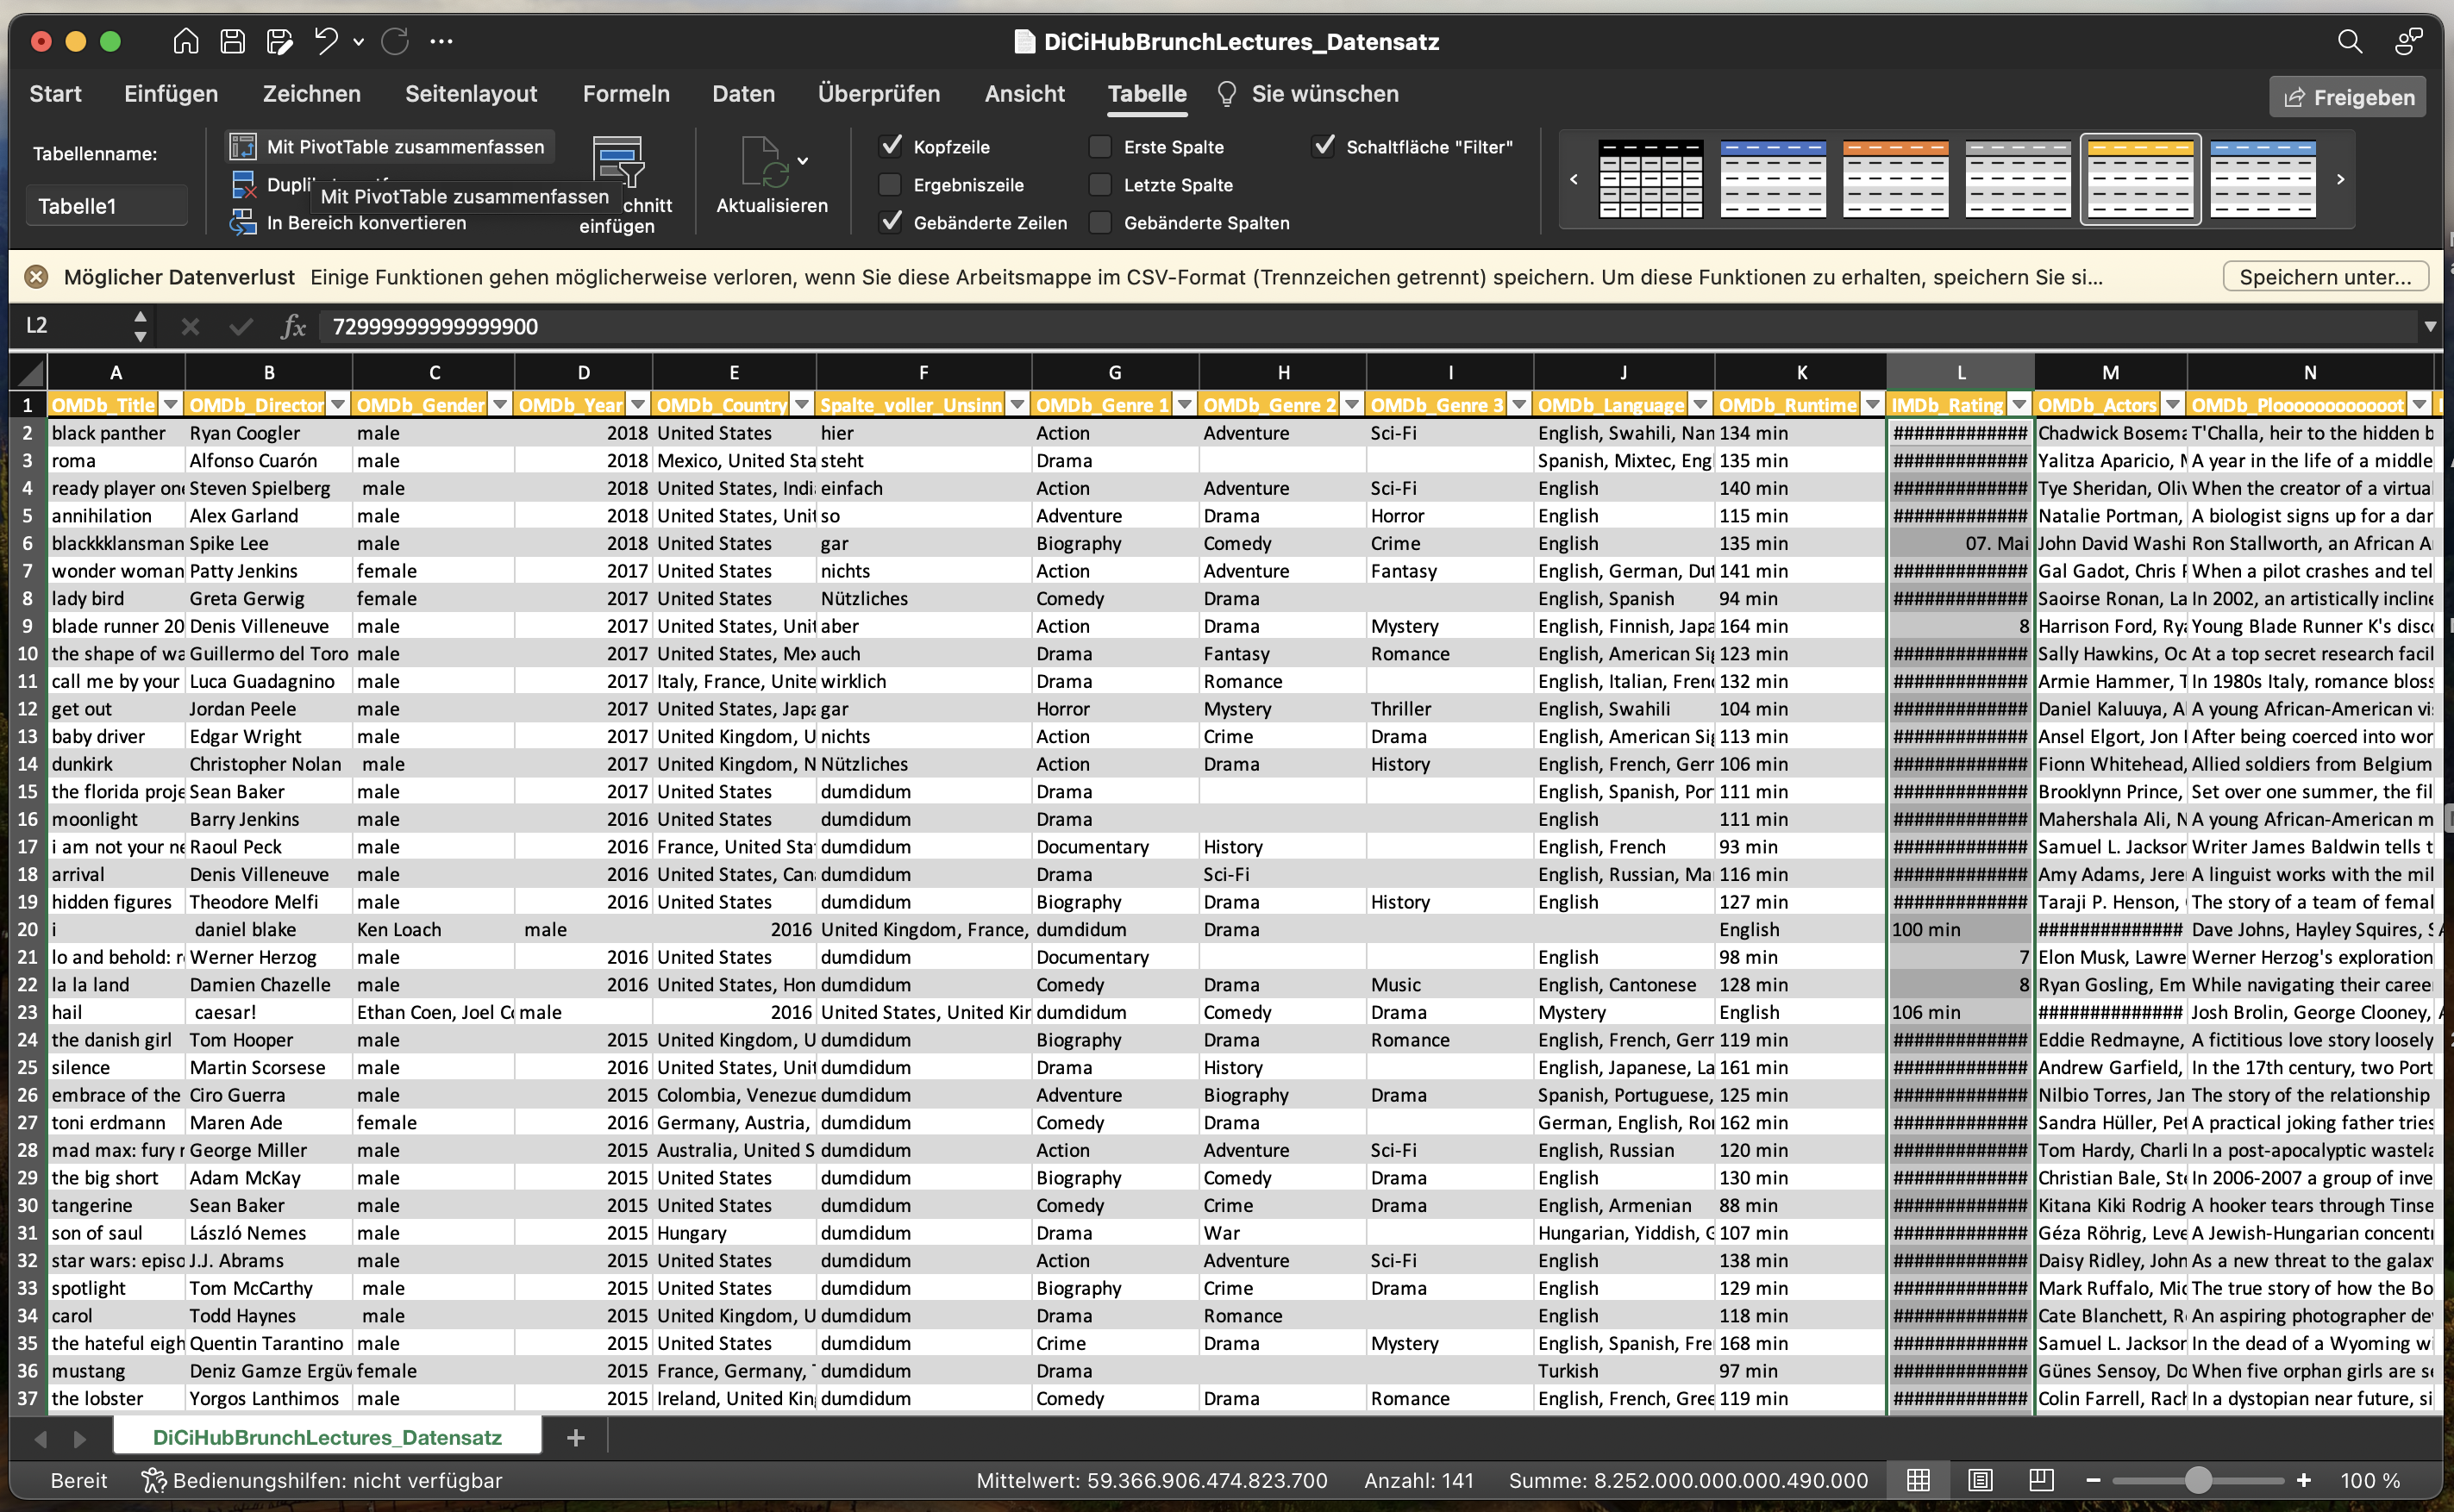 DiCiHubBrunchLectures_Datensatz
Start Einfügen Zeichnen Seitenlayout Formeln Daten Überprüfen Ansicht Tabelle Sie wünschen Freigeben
Tabellenname:
Tabelle1
Mit PivotTable zusammenfassen
Dupli
Mit PivotTable zusammenfassen
In Bereich konvertieren
chnitt
einfügen
Aktualisieren
Kopfzeile Erste Spalte Schaltfläche "Filter"
Ergebniszeile Letzte Spalte
Gebänderte Zeilen Gebänderte Spalten
Möglicher Datenverlust Einige Funktionen gehen möglicherweise verloren, wenn Sie diese Arbeitsmappe im CSV-Format (Trennzeichen getrennt) speichern. Um diese Funktionen zu erhalten, speichern Sie si... Speichern unter...
L2 fx 72999999999999900
A B C D E F G H I J K L M N
1 OMDb_Title OMDb_Director OMDb_Gender OMDb_Year OMDb_Country Spalte_voller_Unsinn OMDb_Genre 1 OMDb_Genre 2 OMDb_Genre 3 OMDb_Language OMDb_Runtime IMDb_Rating OMDb_Actors OMDb_Plooooooooooot
2 black panther Ryan Coogler male 2018 United States hier Action Adventure Sci-Fi English, Swahili, Nan 134 min ############# Chadwick Bosema T'Challa, heir to the hidden b
3 roma Alfonso Cuarón male 2018 Mexico, United Sta steht Drama Spanish, Mixtec, Eng 135 min ############# Yalitza Aparicio, A year in the life of a middle
4 ready player one Steven Spielberg male 2018 United States, Indi einfach Action Adventure Sci-Fi English 140 min ############# Tye Sheridan, Oliv When the creator of a virtual
5 annihilation Alex Garland male 2018 United States, Unit so Adventure Drama Horror English 115 min ############# Natalie Portman, A biologist signs up for a dan
6 blackkklansman Spike Lee male 2018 United States gar Biography Comedy Crime English 135 min 07. Mai John David Washi Ron Stallworth, an African A
7 wonder woman Patty Jenkins female 2017 United States nichts Action Adventure Fantasy English, German, Dut 141 min ############# Gal Gadot, Chris When a pilot crashes and tel
8 lady bird Greta Gerwig female 2017 United States Nützliches Comedy Drama English, Spanish 94 min ############# Saoirse Ronan, La In 2002, an artistically incline
9 blade runner 20 Denis Villeneuve male 2017 United States, Unit aber Action Drama Mystery English, Finnish, Japa 164 min 8 Harrison Ford, Rya Young Blade Runner K's disco
10 the shape of wa Guillermo del Toro male 2017 United States, Mex auch Drama Fantasy Romance English, American Sig 123 min ############# Sally Hawkins, Oc At a top secret research facil
11 call me by your Luca Guadagnino male 2017 Italy, France, Unite wirklich Drama Romance English, Italian, Frenc 132 min ############# Armie Hammer, T In 1980s Italy, romance bloss
12 get out Jordan Peele male 2017 United States, Japa gar Horror Mystery Thriller English, Swahili 104 min ############# Daniel Kaluuya, Al A young African-American vi
13 baby driver Edgar Wright male 2017 United Kingdom, U nichts Action Crime Drama English, American Sig 113 min ############# Ansel Elgort, Jon After being coerced into wor
14 dunkirk Christopher Nolan male 2017 United Kingdom, N Nützliches Action Drama History English, French, Germ 106 min ############# Fionn Whitehead, Allied soldiers from Belgium
15 the florida proje Sean Baker male 2017 United States dumdidum Drama English, Spanish, Por 111 min ############# Brooklynn Prince, Set over one summer, the fil
16 moonlight Barry Jenkins male 2016 United States dumdidum Drama English 111 min ############# Mahershala Ali, N A young African-American m
17 i am not your ne Raoul Peck male 2016 France, United Sta dumdidum Documentary History English, French 93 min ############# Samuel L. Jackson Writer James Baldwin tells t
18 arrival Denis Villeneuve male 2016 United States, Can dumdidum Drama Sci-Fi English, Russian, Ma 116 min ############# Amy Adams, Jere A linguist works with the mil
19 hidden figures Theodore Melfi male 2016 United States dumdidum Biography Drama History English 127 min ############# Taraji P. Henson, The story of a team of femal
20 i daniel blake Ken Loach male 2016 United Kingdom, France, dumdidum Drama English 100 min ############## Dave Johns, Hayley Squires, S
21 lo and behold: r Werner Herzog male 2016 United States dumdidum Documentary English 98 min 7 Elon Musk, Lawre Werner Herzog's exploration
22 la la land Damien Chazelle male 2016 United States, Hon dumdidum Comedy Drama Music English, Cantonese 128 min 8 Ryan Gosling, Em While navigating their career
23 hail caesar! Ethan Coen, Joel Co male 2016 United States, United Kin dumdidum Comedy Drama Mystery English 106 min ############## Josh Brolin, George Clooney,
24 the danish girl Tom Hooper male 2015 United Kingdom, U dumdidum Biography Drama Romance English, French, Germ 119 min ############# Eddie Redmayne, A fictitious love story loosely
25 silence Martin Scorsese male 2016 United States, Unit dumdidum Drama History English, Japanese, La 161 min ############# Andrew Garfield, In the 17th century, two Port
26 embrace of the Ciro Guerra male 2015 Colombia, Venezue dumdidum Adventure Biography Drama Spanish, Portuguese, 125 min ############# Nilbio Torres, Jan The story of the relationship
27 toni erdmann Maren Ade female 2016 Germany, Austria, dumdidum Comedy Drama German, English, Ror 162 min ############# Sandra Hüller, Pet A practical joking father tries
28 mad max: fury r George Miller male 2015 Australia, United S dumdidum Action Adventure Sci-Fi English, Russian 120 min ############# Tom Hardy, Charli In a post-apocalyptic wastela
29 the big short Adam McKay male 2015 United States dumdidum Biography Comedy Drama English 130 min ############# Christian Bale, Ste In 2006-2007 a group of inve
30 tangerine Sean Baker male 2015 United States dumdidum Comedy Crime Drama English, Armenian 88 min ############# Kitana Kiki Rodrig A hooker tears through Tinse
31 son of saul László Nemes male 2015 Hungary dumdidum Drama War Hungarian, Yiddish, G 107 min ############# Géza Röhrig, Leve A Jewish-Hungarian concentr
32 star wars: episo J.J. Abrams male 2015 United States dumdidum Action Adventure Sci-Fi English 138 min ############# Daisy Ridley, John As a new threat to the galax
33 spotlight Tom McCarthy male 2015 United States dumdidum Biography Crime Drama English 129 min ############# Mark Ruffalo, Mic The true story of how the Bo
34 carol Todd Haynes male 2015 United Kingdom, U dumdidum Drama Romance English 118 min ############# Cate Blanchett, Ro An aspiring photographer de
35 the hateful eigh Quentin Tarantino male 2015 United States dumdidum Crime Drama Mystery English, Spanish, Fre 168 min ############# Samuel L. Jackson In the dead of a Wyoming wi
36 mustang Deniz Gamze Ergüv female 2015 France, Germany, dumdidum Drama Turkish 97 min ############# Günes Sensoy, Do When five orphan girls are se
37 the lobster Yorgos Lanthimos male 2015 Ireland, United King dumdidum Comedy Drama Romance English, French, Gree 119 min ############# Colin Farrell, Rach In a dystopian near future, si
DiCiHubBrunchLectures_Datensatz +
Bereit Bedienungshilfen: nicht verfügbar Mittelwert: 59.366.906.474.823.700 Anzahl: 141 Summe: 8.252.000.000.000.490.000 100 %